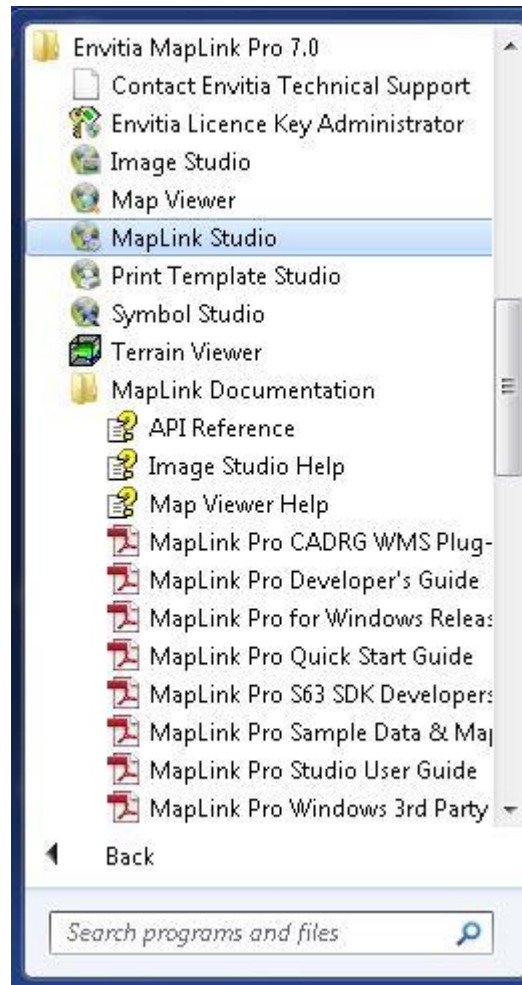 Envitia MapLink Pro 7.0
Contact Envitia Technical Support
Envitia Licence Key Administrator
Image Studio
Map Viewer
MapLink Studio
Print Template Studio
Symbol Studio
Terrain Viewer
MapLink Documentation
API Reference
Image Studio Help
Map Viewer Help
MapLink Pro CADRG WMS Plug-
MapLink Pro Developer's Guide
MapLink Pro for Windows Releas
MapLink Pro Quick Start Guide
MapLink Pro S63 SDK Developers
MapLink Pro Sample Data & Map
MapLink Pro Studio User Guide
MapLink Pro Windows 3rd Party
Back
Search programs and files